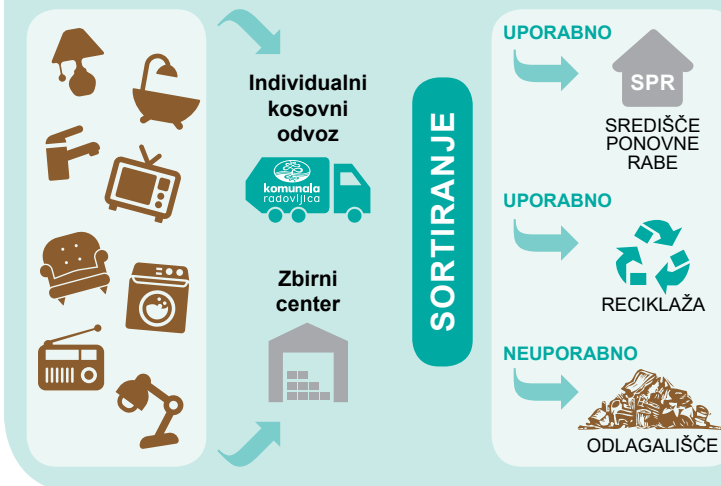 Individualni
kosovni
odvoz
komunala
radovljica
Zbirni
center
SORTIRANJE
UPORABNO
SPR
SREDIŠČE
PONOVNE
RABE
UPORABNO
RECIKLAŽA
NEUPORABNO
ODLAGALIŠČE